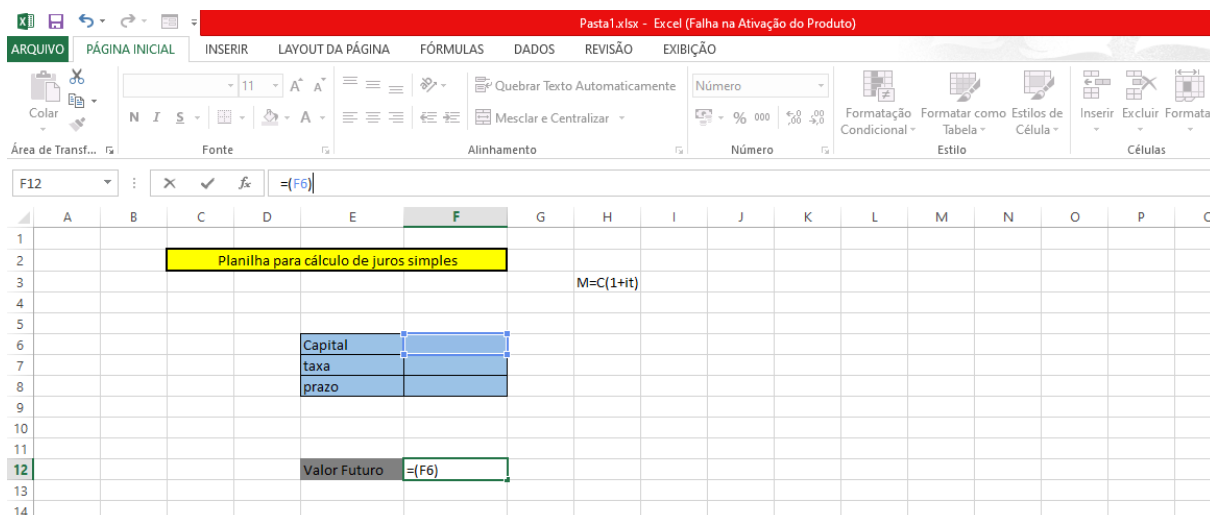 Pasta1.xlsx - Excel (Falha na Ativação do Produto)
ARQUIVO PÁGINA INICIAL INSERIR LAYOUT DA PÁGINA FÓRMULAS DADOS REVISÃO EXIBIÇÃO
11 A A Quebrar Texto Automaticamente Número
Colar N I S A Mesclar e Centralizar % 000 Formatação Condicional Formatar como Tabela Estilos de Célula Inserir Excluir Formata
Área de Transf... Fonte Alinhamento Número Estilo Células
F12 fx =(F6)
A B C D E F G H I J K L M N O P
1
2 Planilha para cálculo de juros simples
3 M=C(1+it)
4
5
6 Capital
7 taxa
8 prazo
9
10
11
12 Valor Futuro =(F6)
13
14